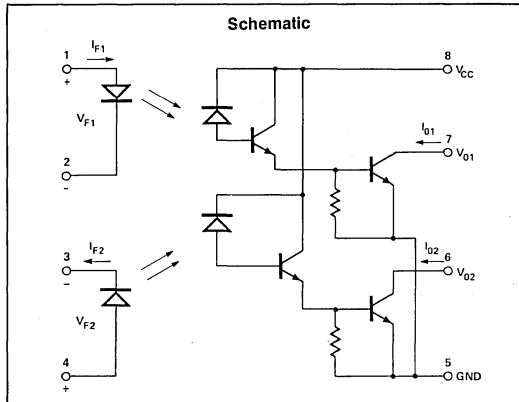 Schematic
1
I_F1
+
V_F1
2
-
3
I_F2
-
V_F2
4
+
8
V_CC
I_01
7
V_01
I_02
6
V_02
5
GND